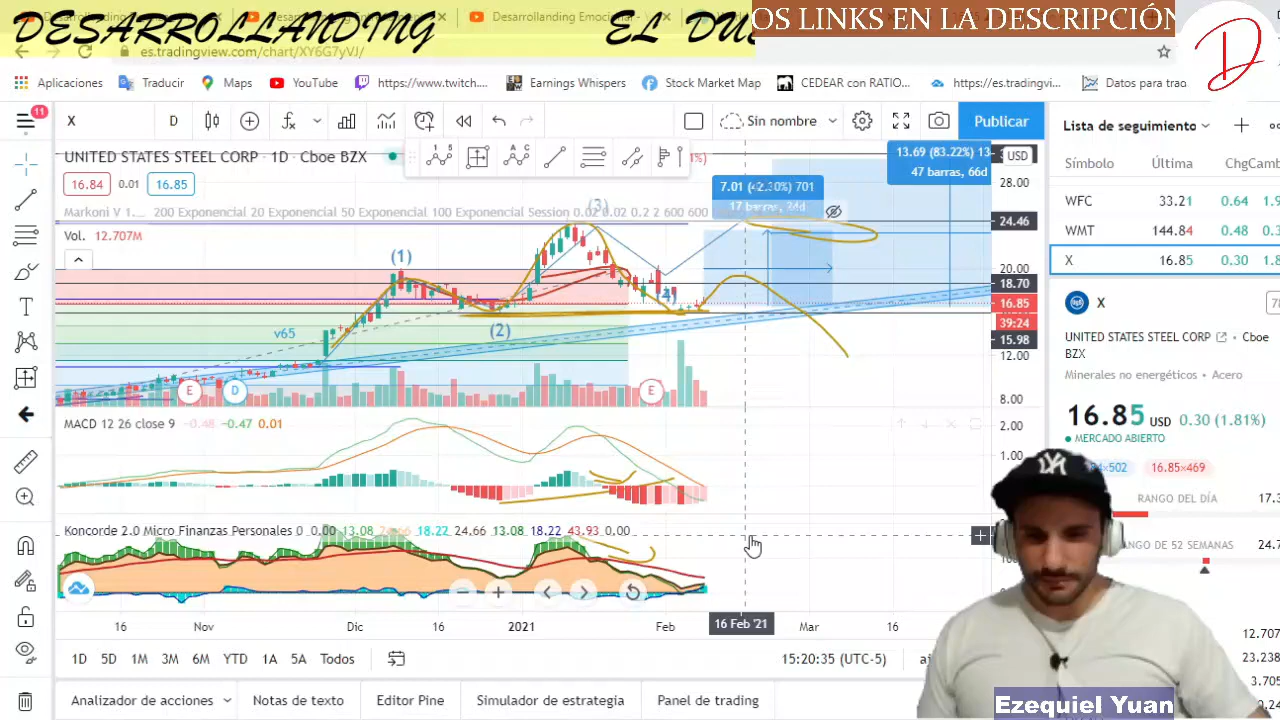 DESARROLLANDING
EL DU
OS LINKS EN LA DESCRIPCIÓN
Desarrollanding Emocional - V
es.tradingview.com/chart/XY6G7yVJ/
Aplicaciones
Traducir
Maps
YouTube
https://www.twitch....
Earnings Whispers
Stock Market Map
CEDEAR con RATIO...
https://es.tradingvi...
Datos para trad
11
X
D
Sin nombre
Publicar
Lista de seguimiento
UNITED STATES STEEL CORP · 1D · Cboe BZX
16.84
0.01
16.85
Markoni V 1.... 200 Exponencial 20 Exponencial 50 Exponencial 100 Exponencial Session 0.02 0.02 0.2 2 600 600
Vol. 12.707M
7.01 (42.30%) 701
17 barras, 24d
13.69 (83.22%) 13
47 barras, 66d
USD
28.00
24.46
20.00
18.70
16.85
39:24
15.98
12.00
8.00
(1)
(2)
(3)
(4)
v65
E
D
E
Símbolo
Última
Chg
WFC 33.21 0.64
WMT 144.84 0.48
X 16.85 0.30
X
UNITED STATES STEEL CORP
Cboe
BZX
Minerales no energéticos • Acero
16.85 USD 0.30 (1.81%)
MERCADO ABIERTO
16.85×469
RANGO DEL DÍA
17.3
NGO DE 52 SEMANAS
24.7
MACD 12 26 close 9 -0.48 -0.47 0.01
2.00
1.00
Koncorde 2.0 Micro Finanzas Personales 0 0.00 13.08 24.66 18.22 24.66 13.08 18.22 43.93 0.00
16
Nov
Dic
16
2021
Feb
16 Feb '21
Mar
16
1D
5D
1M
3M
6M
YTD
1A
5A
Todos
15:20:35 (UTC-5)
Analizador de acciones
Notas de texto
Editor Pine
Simulador de estrategia
Panel de trading
12.707
23.238
3.705
Ezequiel Yuan